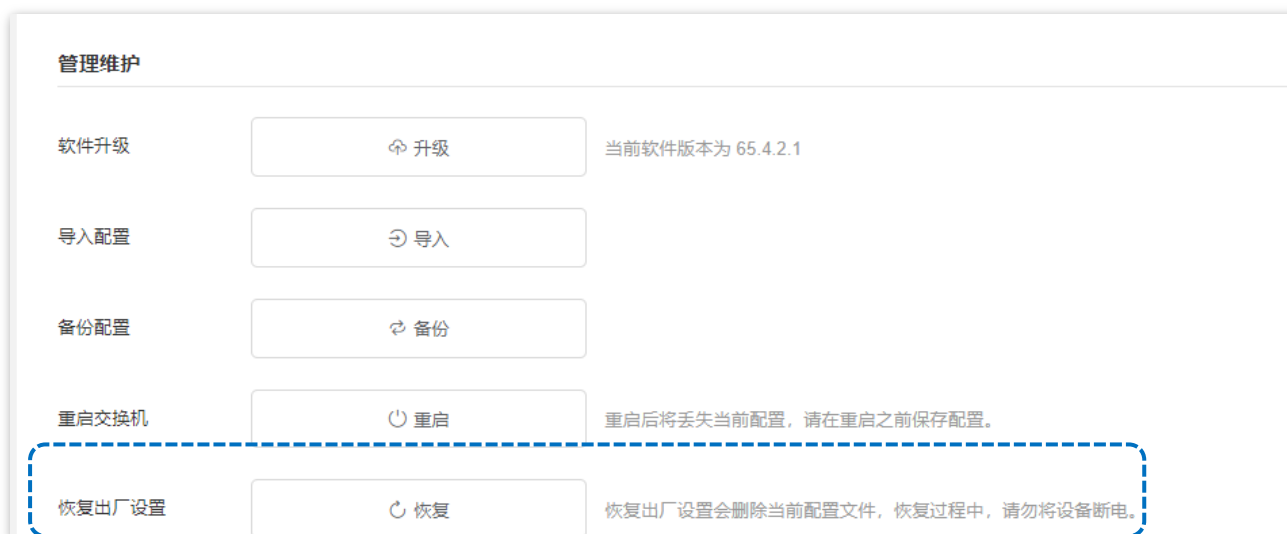 管理维护
软件升级 升级 当前软件版本为 65.4.2.1
导入配置 导入
备份配置 备份
重启交换机 重启 重启后将丢失当前配置，请在重启之前保存配置。
恢复出厂设置 恢复 恢复出厂设置会删除当前配置文件，恢复过程中，请勿将设备断电。